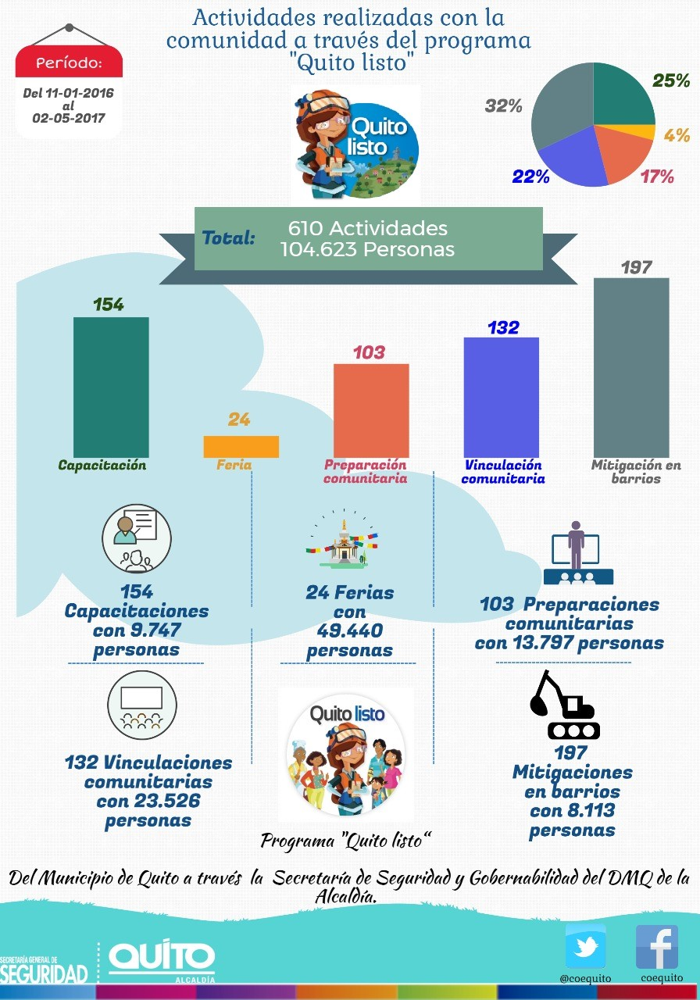 Actividades realizadas con la
comunidad a través del programa
"Quito listo"
Período:
Del 11-01-2016
al
02-05-2017
Quito
listo
25%
32%
4%
22%
17%
Total:
610 Actividades
104.623 Personas
154
24
103
132
197
Capacitación
Feria
Preparación
comunitaria
Vinculación
comunitaria
Mitigación en
barrios
154
Capacitaciones
con 9.747
personas
24 Ferias
con
49.440
personas
103 Preparaciones
comunitarias
con 13.797 personas
132 Vinculaciones
comunitarias
con 23.526
personas
Quito listo
197
Mitigaciones
en barrios
con 8.113
personas
Programa "Quito listo“
Del Municipio de Quito a través la Secretaría de Seguridad y Gobernabilidad del DMQ de la
Alcaldía.
SECRETARÍA GENERAL DE
SEGURIDAD
QUITO
ALCALDÍA
@coequito
coequito